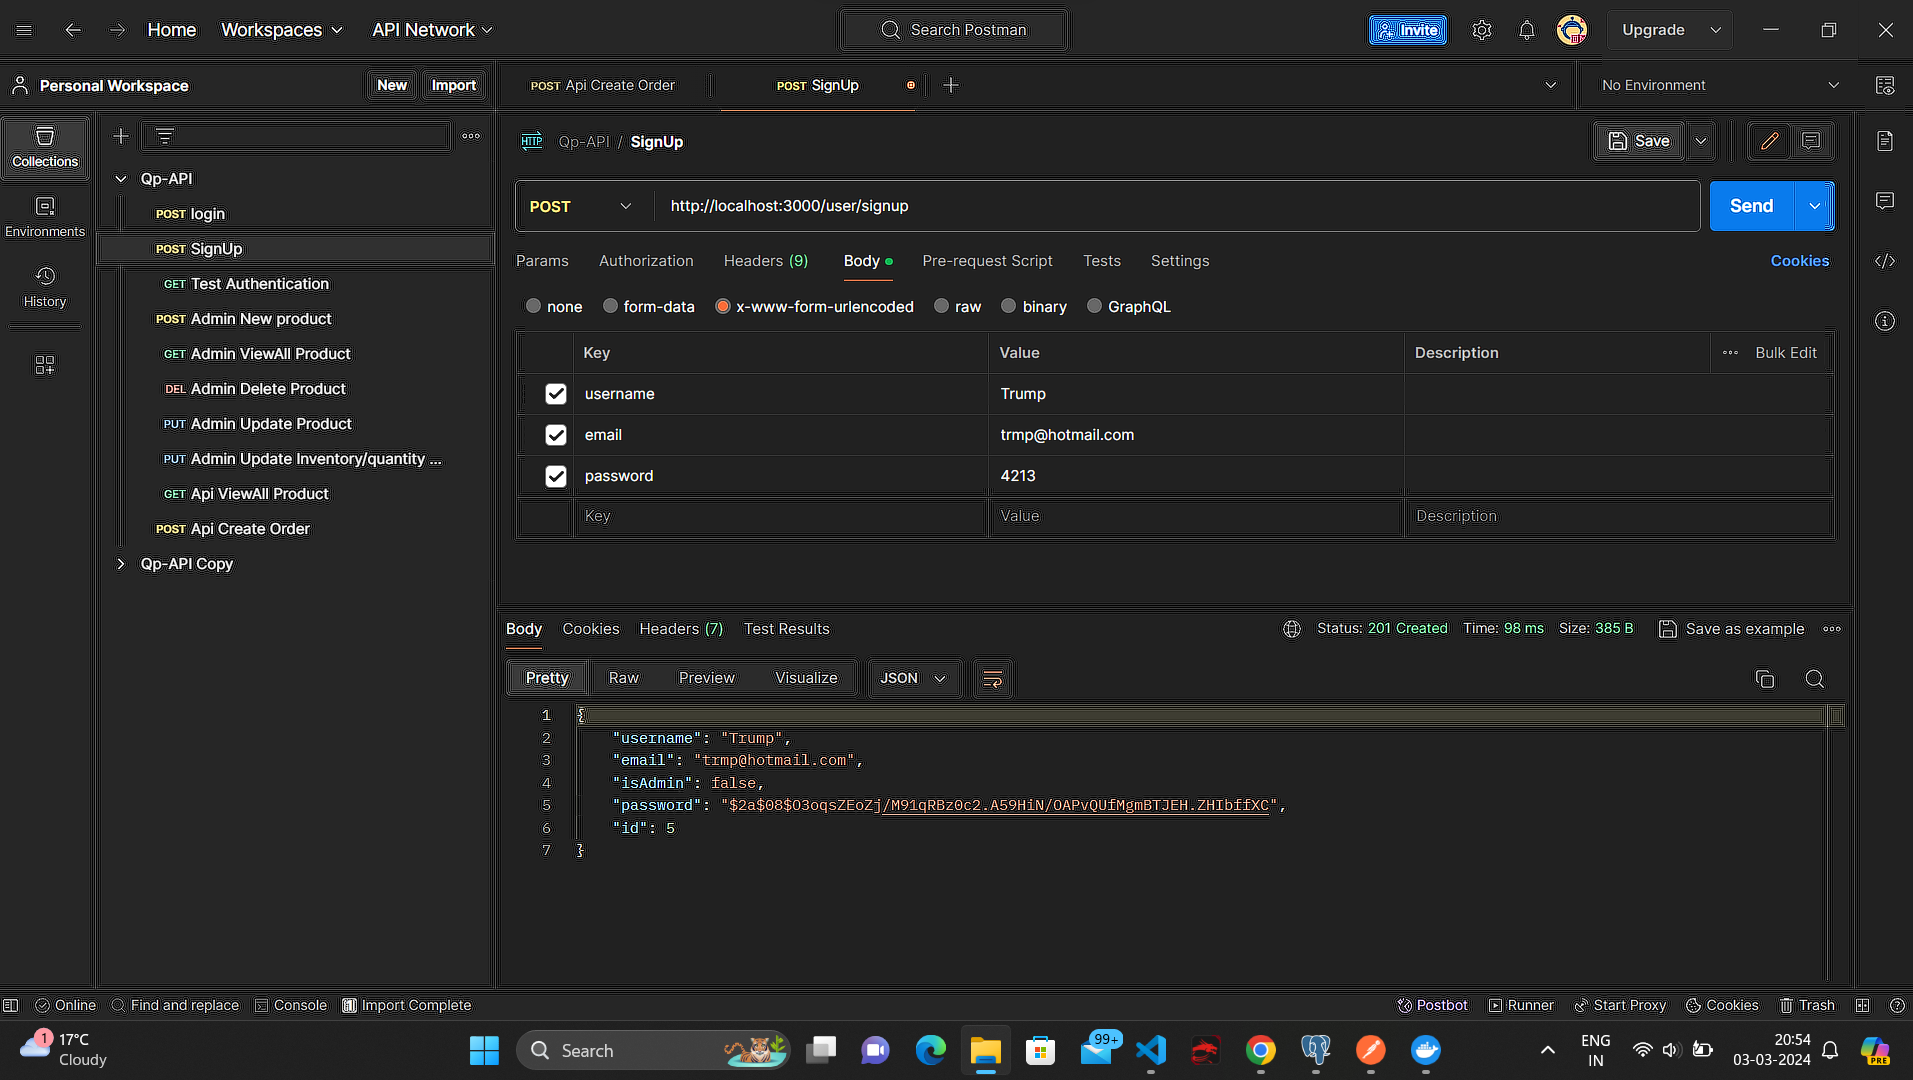 Home Workspaces API Network Search Postman Invite Upgrade
Personal Workspace New Import POST Api Create Order POST SignUp No Environment
Collections
Environments
History
Qp-API
POST login
POST SignUp
GET Test Authentication
POST Admin New product
GET Admin ViewAll Product
DEL Admin Delete Product
PUT Admin Update Product
PUT Admin Update Inventory/quantity ...
GET Api ViewAll Product
POST Api Create Order
Qp-API Copy
HTTP Qp-API / SignUp Save
POST http://localhost:3000/user/signup Send
Params Authorization Headers (9) Body Pre-request Script Tests Settings Cookies
none form-data x-www-form-urlencoded raw binary GraphQL
Key Value Description Bulk Edit
username Trump
email trmp@hotmail.com
password 4213
Key Value Description
Body Cookies Headers (7) Test Results Status: 201 Created Time: 98 ms Size: 385 B Save as example
Pretty Raw Preview Visualize JSON
1 {
2 "username": "Trump",
3 "email": "trmp@hotmail.com",
4 "isAdmin": false,
5 "password": "$2a$08$O3oqsZEoZj/M91qRBz0c2.A59HiN/OAPvQUfMgmBTJEH.ZHIbffXC",
6 "id": 5
7 }
Online Find and replace Console Import Complete Postbot Runner Start Proxy Cookies Trash
1 17°C
Cloudy
Search
99+
PRE
ENG
IN
20:54
03-03-2024